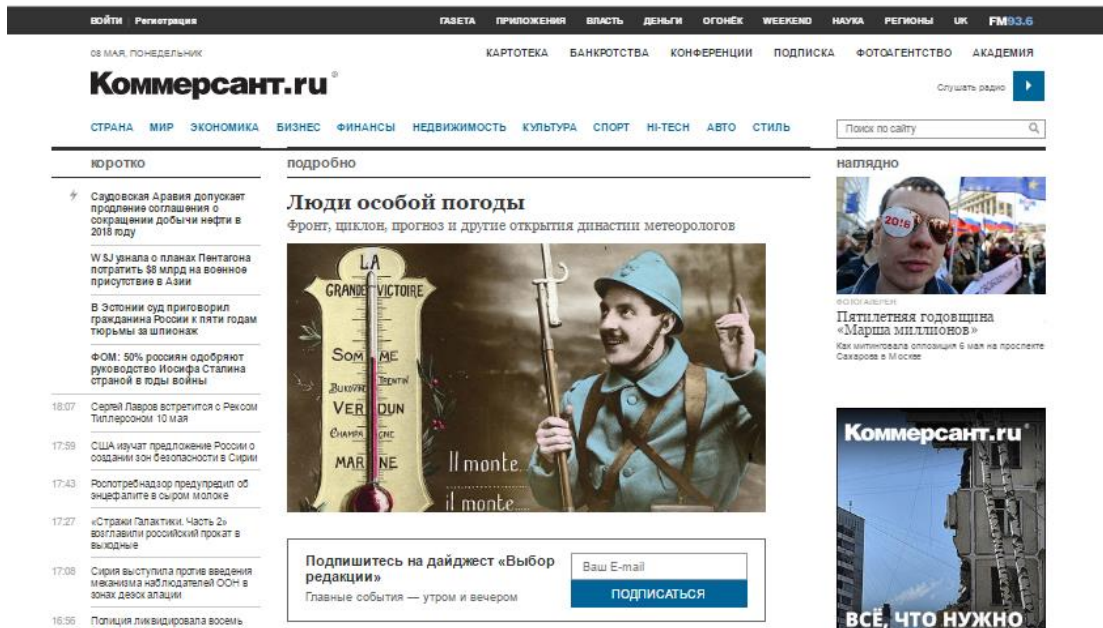 ВОЙТИ Регистрация
ГАЗЕТА ПРИЛОЖЕНИЯ ВЛАСТЬ ДЕНЬГИ ОГОНЁК WEEKEND НАУКА РЕГИОНЫ UK FM93.6
08 МАЯ, ПОНЕДЕЛЬНИК
КАРТОТЕКА БАНКРОТСТВА КОНФЕРЕНЦИИ ПОДПИСКА ФОТОАГЕНТСТВО АКАДЕМИЯ
Коммерсант.ru®
Слушать радио
СТРАНА МИР ЭКОНОМИКА БИЗНЕС ФИНАНСЫ НЕДВИЖИМОСТЬ КУЛЬТУРА СПОРТ HI-TECH АВТО СТИЛЬ
Поиск по сайту
коротко
Саудовская Аравия допускает
продление соглашения о
сокращении добычи нефти в
2018 году
WSJ узнала о планах Пентагона
потратить $8 млрд на военное
присутствие в Азии
В Эстонии суд приговорил
гражданина России к пяти годам
тюрьмы за шпионаж
ФОМ: 50% россиян одобряют
руководство Иосифа Сталина
страной в годы войны
18:07 Сергей Лавров встретится с Рексом
Тиллерсоном 10 мая
17:59 США изучат предложение России о
создании зон безопасности в Сирии
17:43 Роспотребнадзор предупредил об
энцефалите в сыром молоке
17:27 «Стражи Галактики. Часть 2»
возглавили российский прокат в
выходные
17:08 Сирия выступила против введения
механизма наблюдателей ООН в
зонах деэскалации
16:56 Полиция ликвидировала восемь
подробно
Люди особой погоды
Фронт, циклон, прогноз и другие открытия династии метеорологов
LA
GRANDE VICTOIRE
SOMME
BUKOVINE TRENTIN
VERDUN
CHAMPAGNE
MARNE
Il monte...
il monte...
Подпишитесь на дайджест «Выбор
редакции»
Главные события — утром и вечером
Ваш E-mail
ПОДПИСАТЬСЯ
наглядно
2018
ФОТОГАЛЕРЕЯ
Пятилетняя годовщина
«Марша миллионов»
Как митинговала оппозиция 6 мая на проспекте
Сахарова в Москве
Коммерсант.ru®
ВСЁ, ЧТО НУЖНО